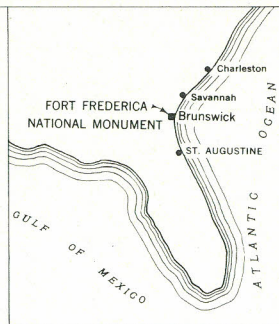 Charleston
Savannah
FORT FREDERICA
NATIONAL MONUMENT
Brunswick
ST. AUGUSTINE
ATLANTIC OCEAN
GULF OF MEXICO